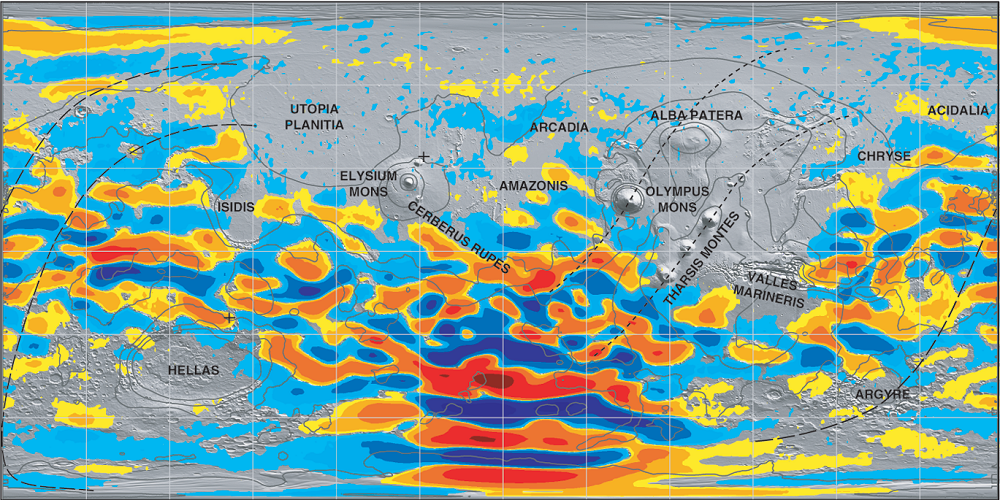 UTOPIA
PLANITIA
ARCADIA
ALBA PATERA
ACIDALIA
CHRYSE
ELYSIUM
MONS
AMAZONIS
OLYMPUS
MONS
ISIDIS
CERBERUS RUPES
THARSIS MONTES
VALLES
MARINERIS
HELLAS
ARGYRE